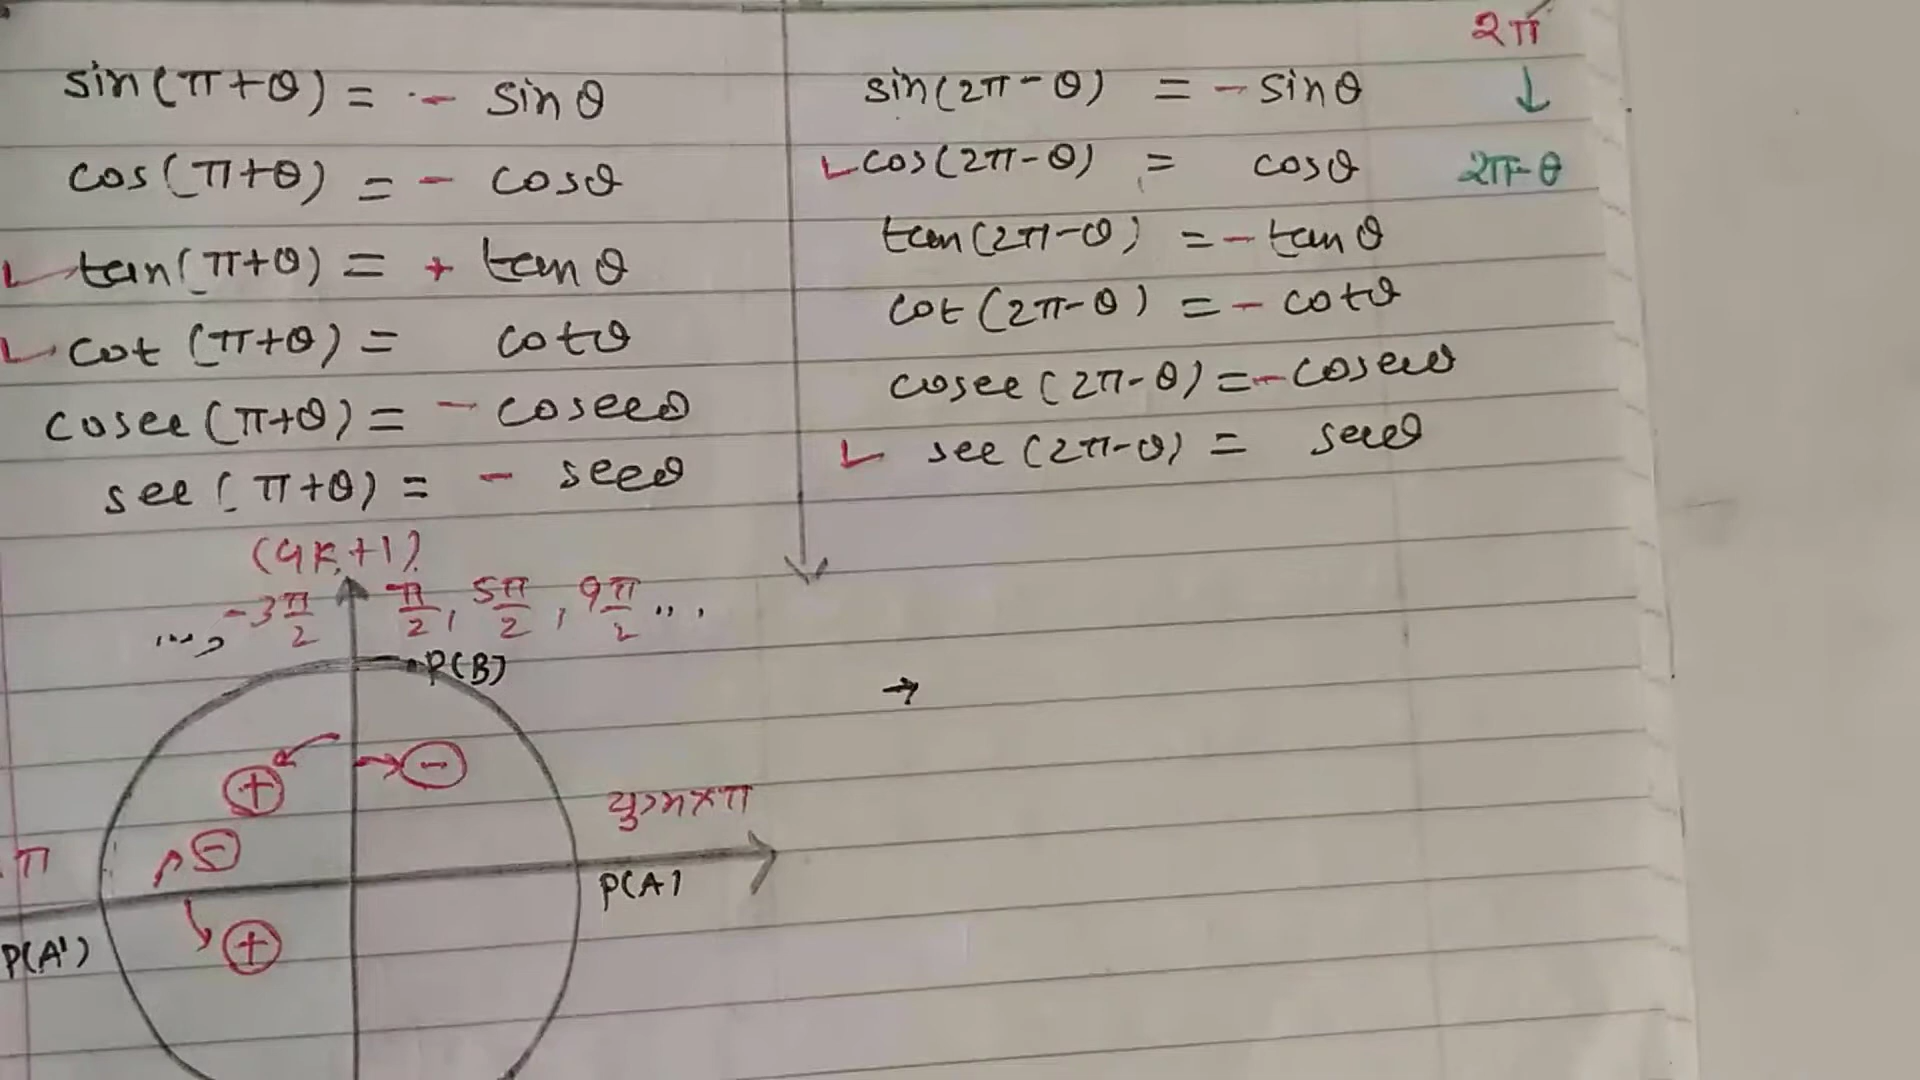 sin(π+θ) = - sinθ
cos(π+θ) = - cosθ
tan(π+θ) = + tanθ
cot (π+θ) = cotθ
cosec (π+θ) = - cosecθ
sec (π+θ) = - secθ
2π
↓
2π-θ
sin(2π-θ) = - sinθ
cos(2π-θ) = cosθ
tan(2π-θ) = - tanθ
cot (2π-θ) = - cotθ
cosec (2π-θ) = - cosecθ
sec (2π-θ) = secθ
(4K+1)
..., -3π/2 π/2, 5π/2, 9π/2 ...
P(B)
→
+ -
-
π
P(A)
P(A')
+